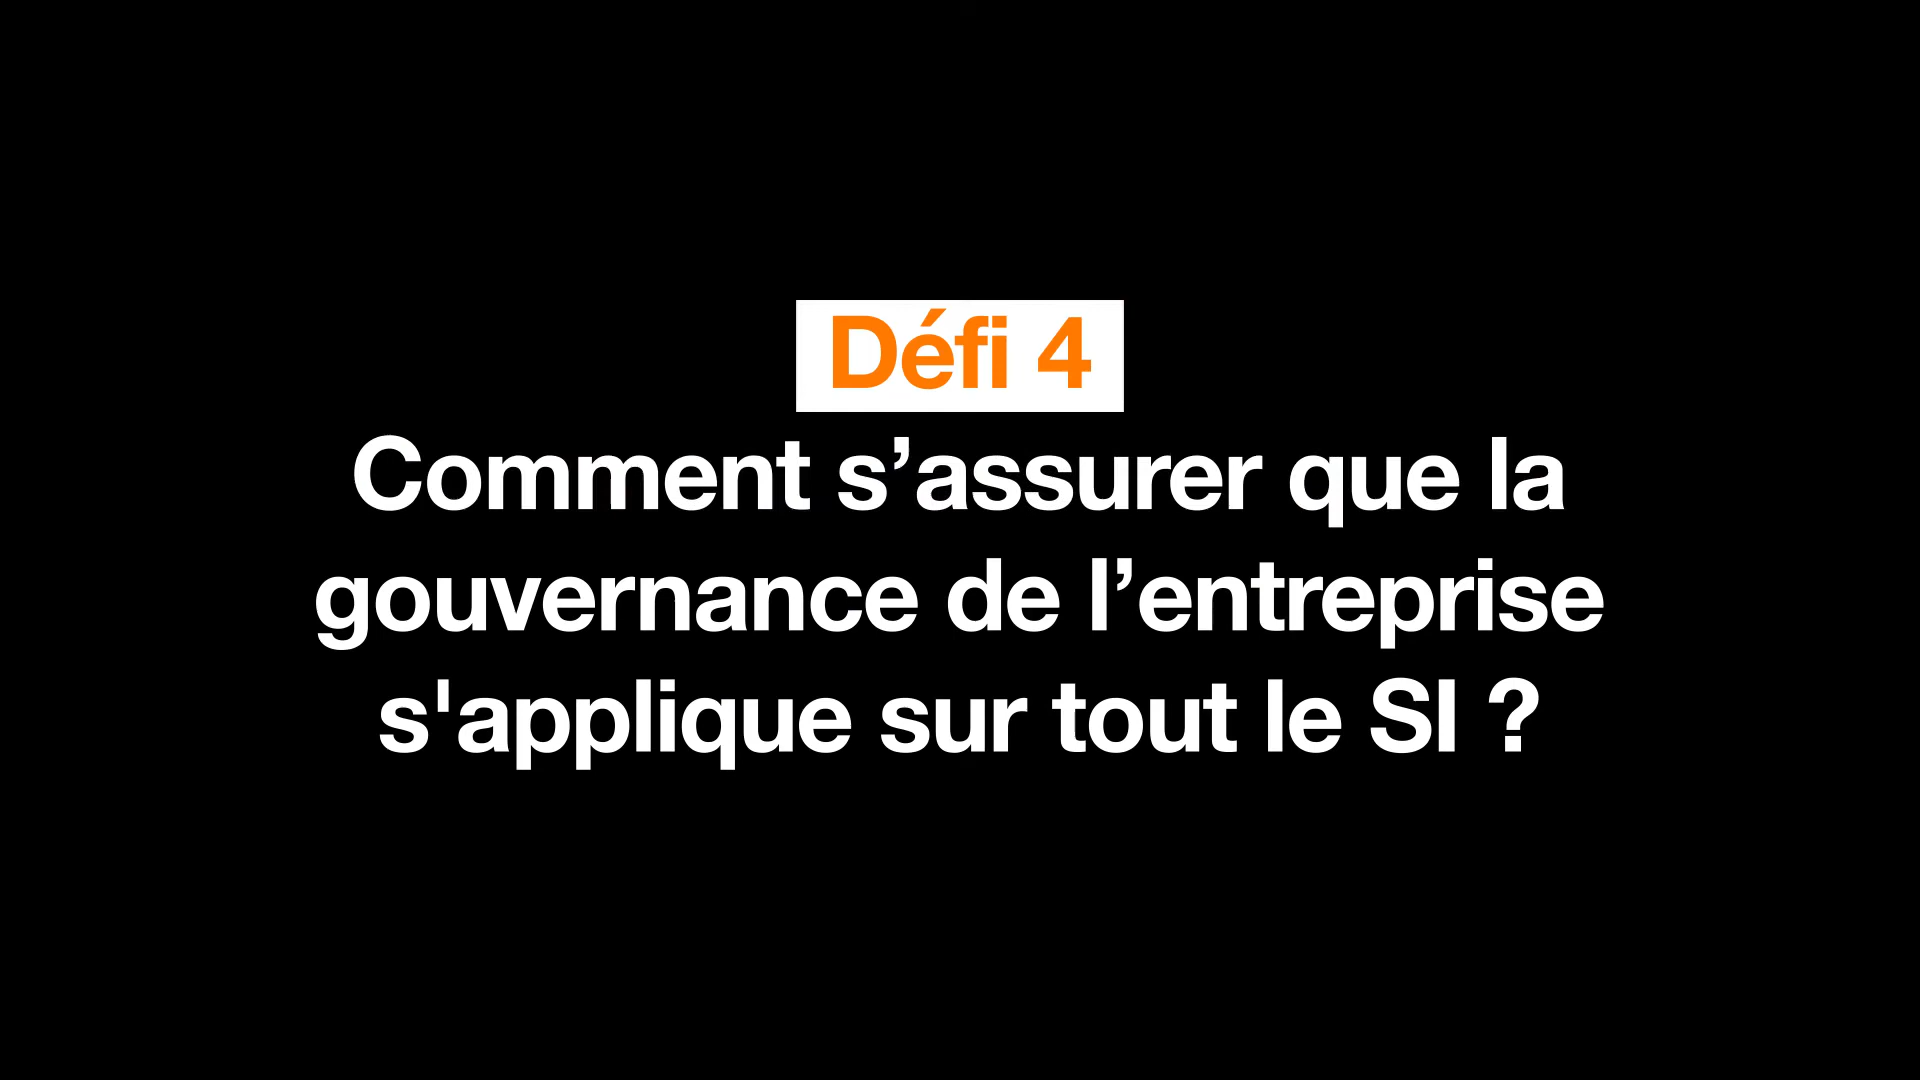 Défi 4
Comment s’assurer que la
gouvernance de l’entreprise
s'applique sur tout le SI ?